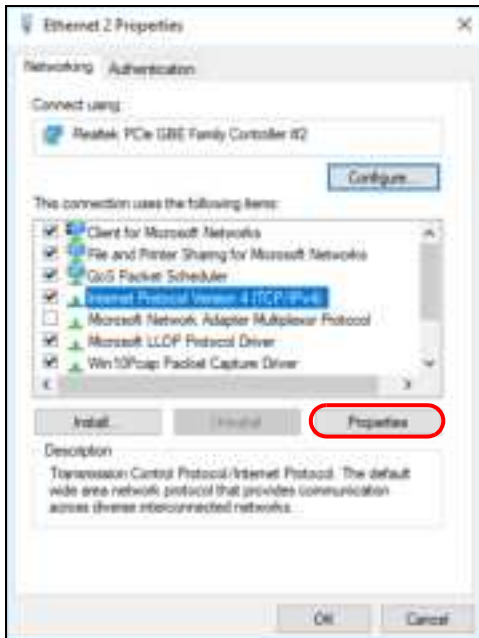 Ethernet 2 Properties
Networking Authentication
Connect using:
Realtek PCIe GBE Family Controller #2
Configure...
This connection uses the following items:
Client for Microsoft Networks
File and Printer Sharing for Microsoft Networks
QoS Packet Scheduler
Internet Protocol Version 4 (TCP/IPv4)
Microsoft Network Adapter Multiplexor Protocol
Microsoft LLDP Protocol Driver
Win10Pcap Packet Capture Driver
Install... Uninstall Properties
Description
Transmission Control Protocol/Internet Protocol. The default
wide area network protocol that provides communication
across diverse interconnected networks.
OK Cancel